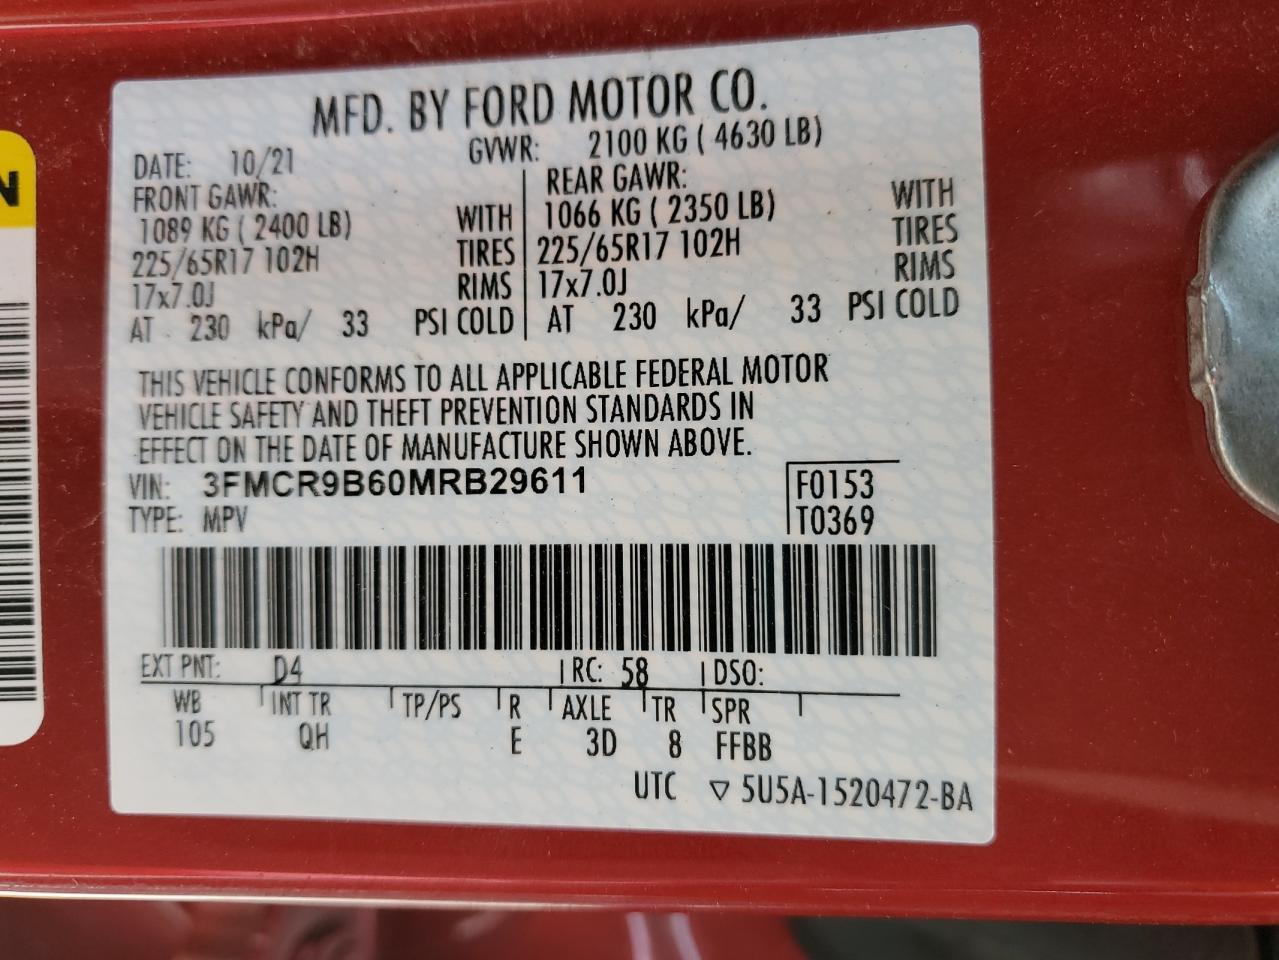 MFD. BY FORD MOTOR CO.
DATE: 10/21 GVWR: 2100 KG ( 4630 LB)
FRONT GAWR:
1089 KG ( 2400 LB) WITH
225/65R17 102H TIRES
17x7.0J RIMS
AT 230 kPa/ 33 PSI COLD
REAR GAWR:
1066 KG ( 2350 LB) WITH
225/65R17 102H TIRES
17x7.0J RIMS
AT 230 kPa/ 33 PSI COLD
THIS VEHICLE CONFORMS TO ALL APPLICABLE FEDERAL MOTOR
VEHICLE SAFETY AND THEFT PREVENTION STANDARDS IN
EFFECT ON THE DATE OF MANUFACTURE SHOWN ABOVE.
VIN: 3FMCR9B60MRB29611
TYPE: MPV
F0153
T0369
EXT PNT: D4 RC: 58 DSO:
WB INT TR TP/PS R AXLE TR SPR
105 QH E 3D 8 FFBB
UTC ▽ 5U5A-1520472-BA
N